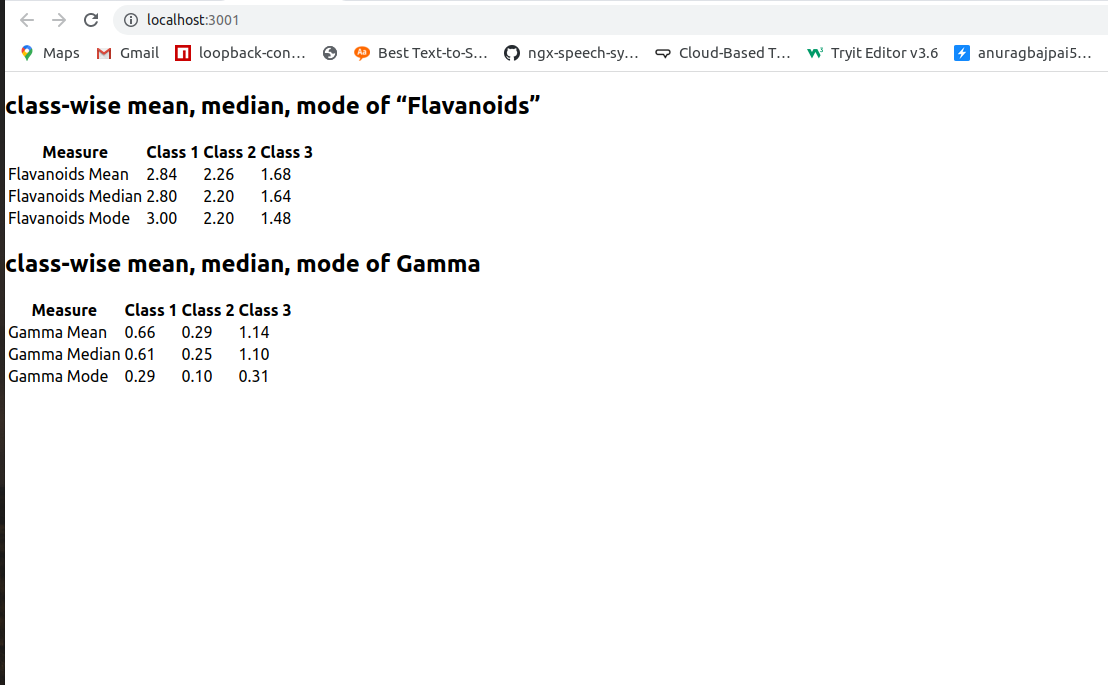 localhost:3001
Maps Gmail loopback-con... Best Text-to-S... ngx-speech-sy... Cloud-Based T... Tryit Editor v3.6 anuragbajpai5...
class-wise mean, median, mode of “Flavanoids”
Measure Class 1 Class 2 Class 3
Flavanoids Mean 2.84 2.26 1.68
Flavanoids Median 2.80 2.20 1.64
Flavanoids Mode 3.00 2.20 1.48
class-wise mean, median, mode of Gamma
Measure Class 1 Class 2 Class 3
Gamma Mean 0.66 0.29 1.14
Gamma Median 0.61 0.25 1.10
Gamma Mode 0.29 0.10 0.31